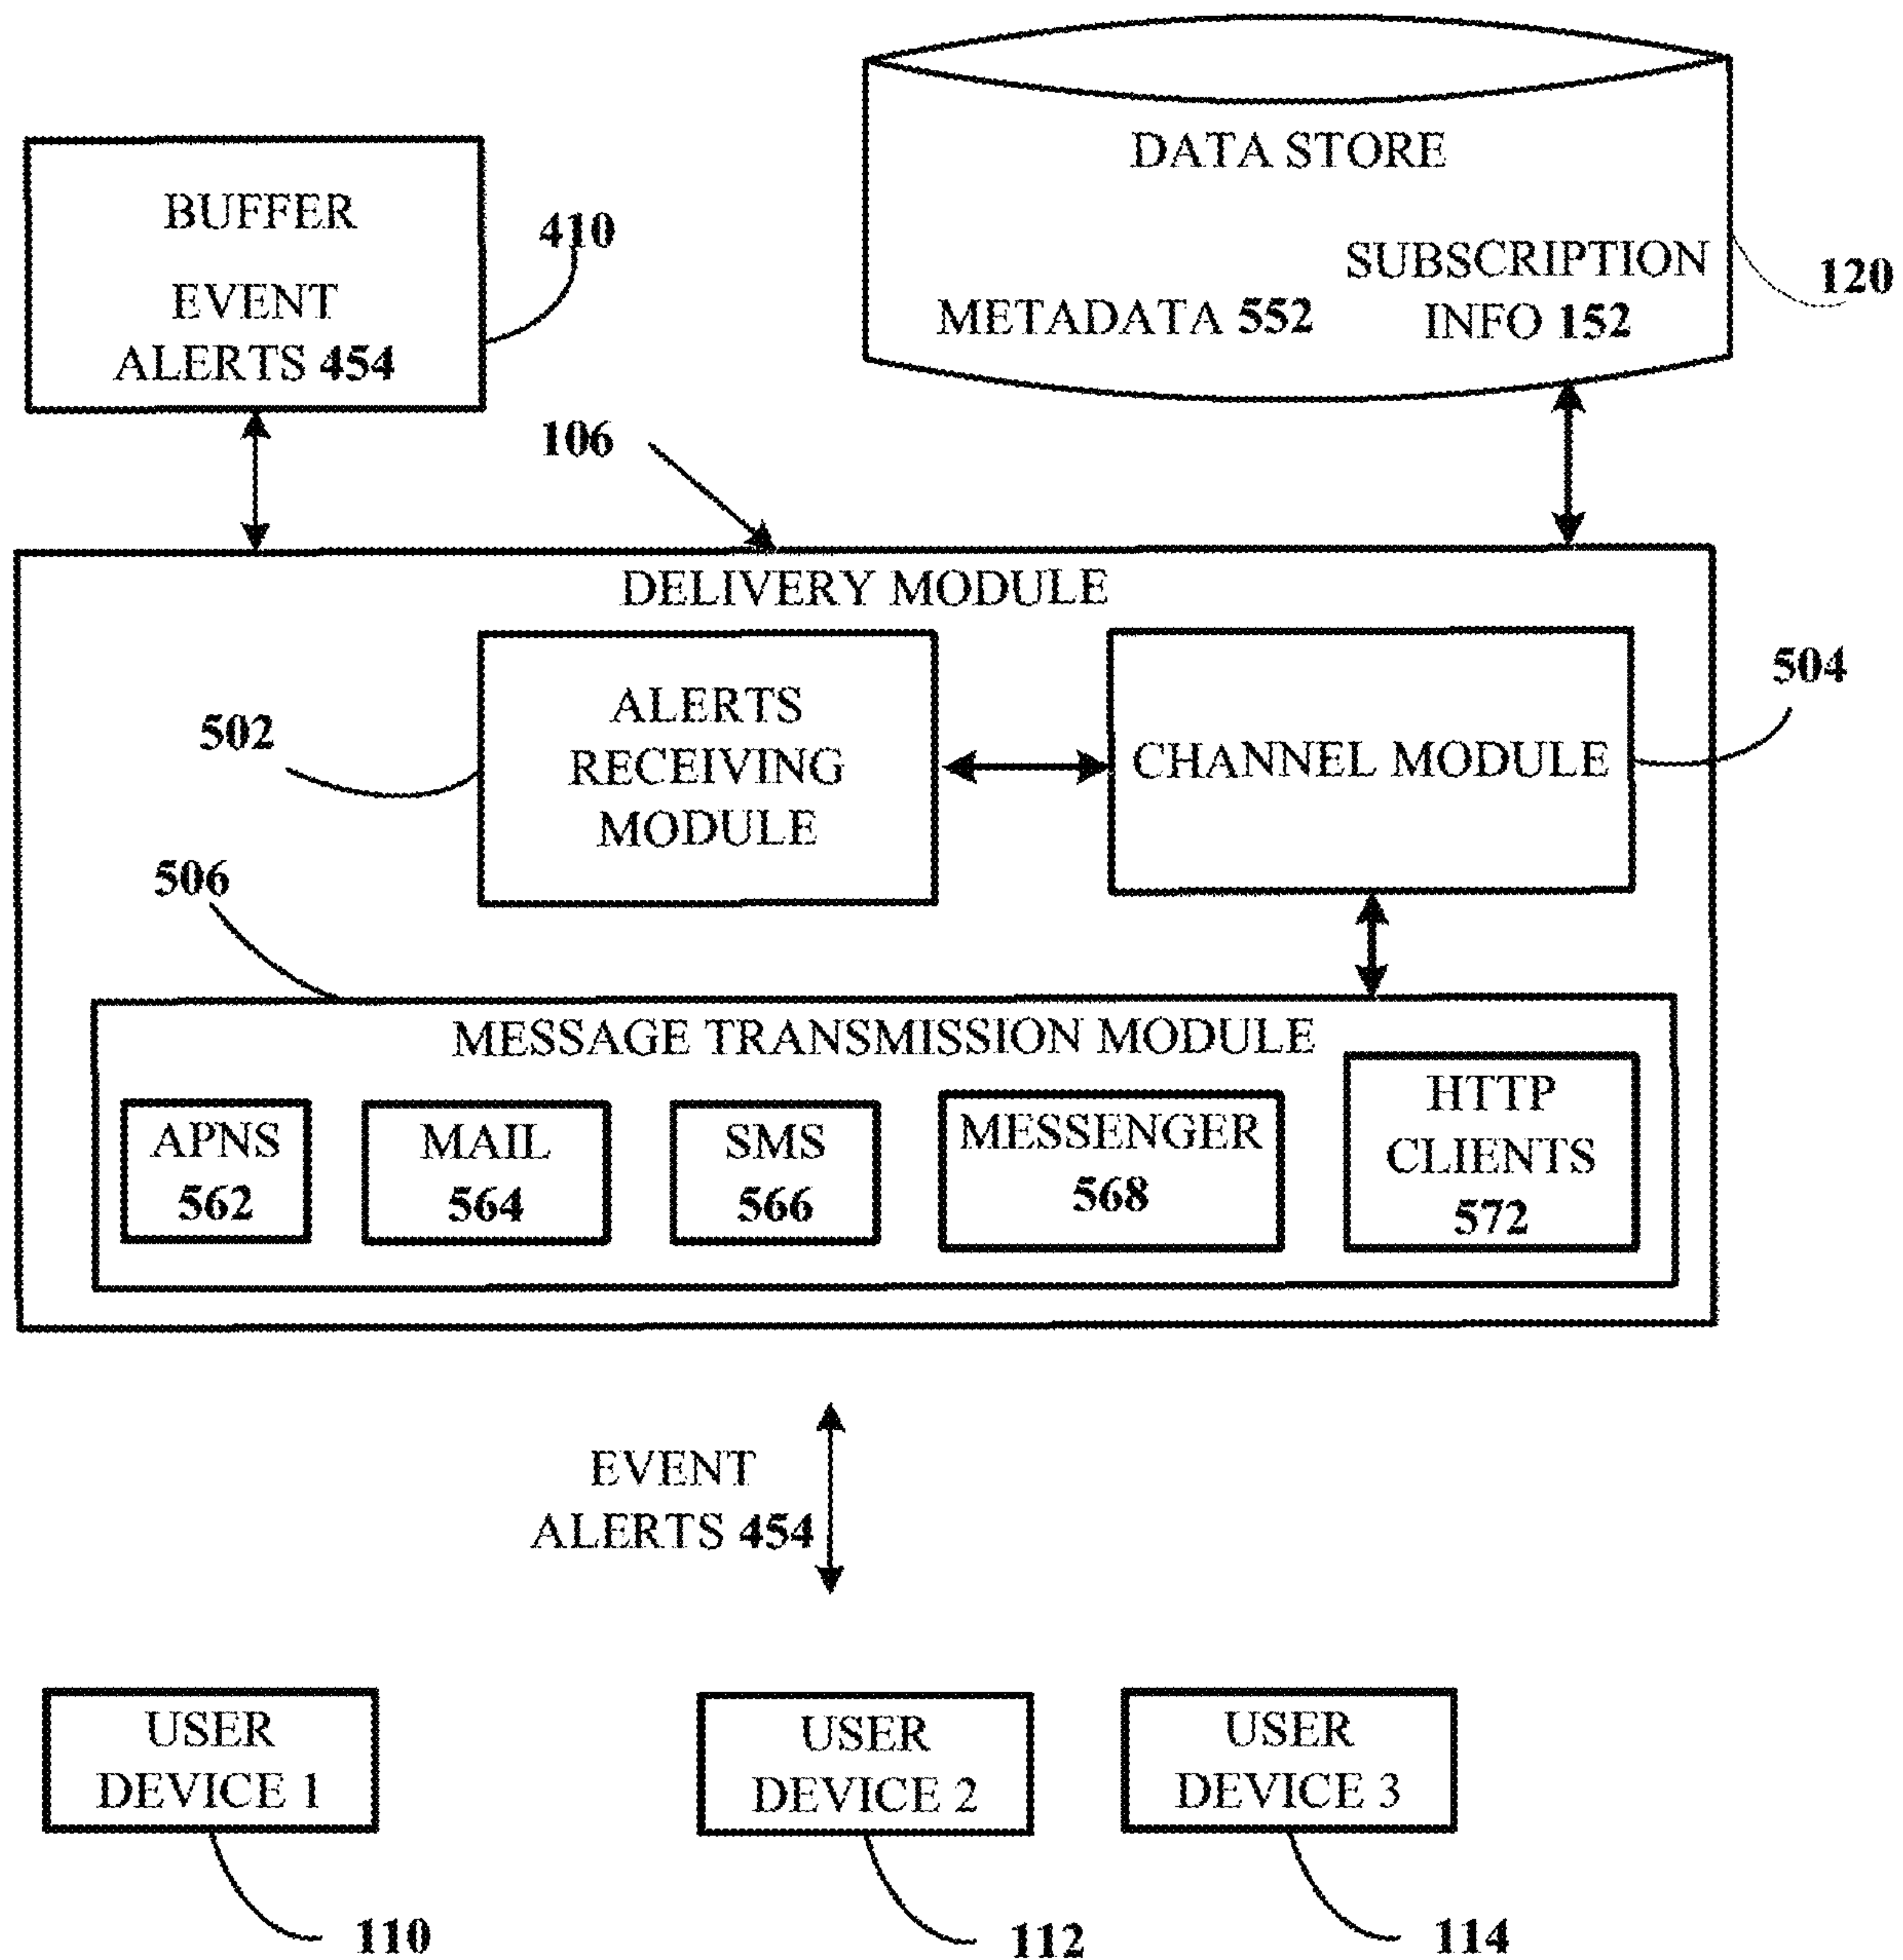 BUFFER
EVENT
ALERTS 454
410
DATA STORE
METADATA 552
SUBSCRIPTION
INFO 152
120
106
DELIVERY MODULE
502
ALERTS
RECEIVING
MODULE
CHANNEL MODULE
504
506
MESSAGE TRANSMISSION MODULE
APNS
562
MAIL
564
SMS
566
MESSENGER
568
HTTP
CLIENTS
572
EVENT
ALERTS 454
USER
DEVICE 1
110
USER
DEVICE 2
112
USER
DEVICE 3
114